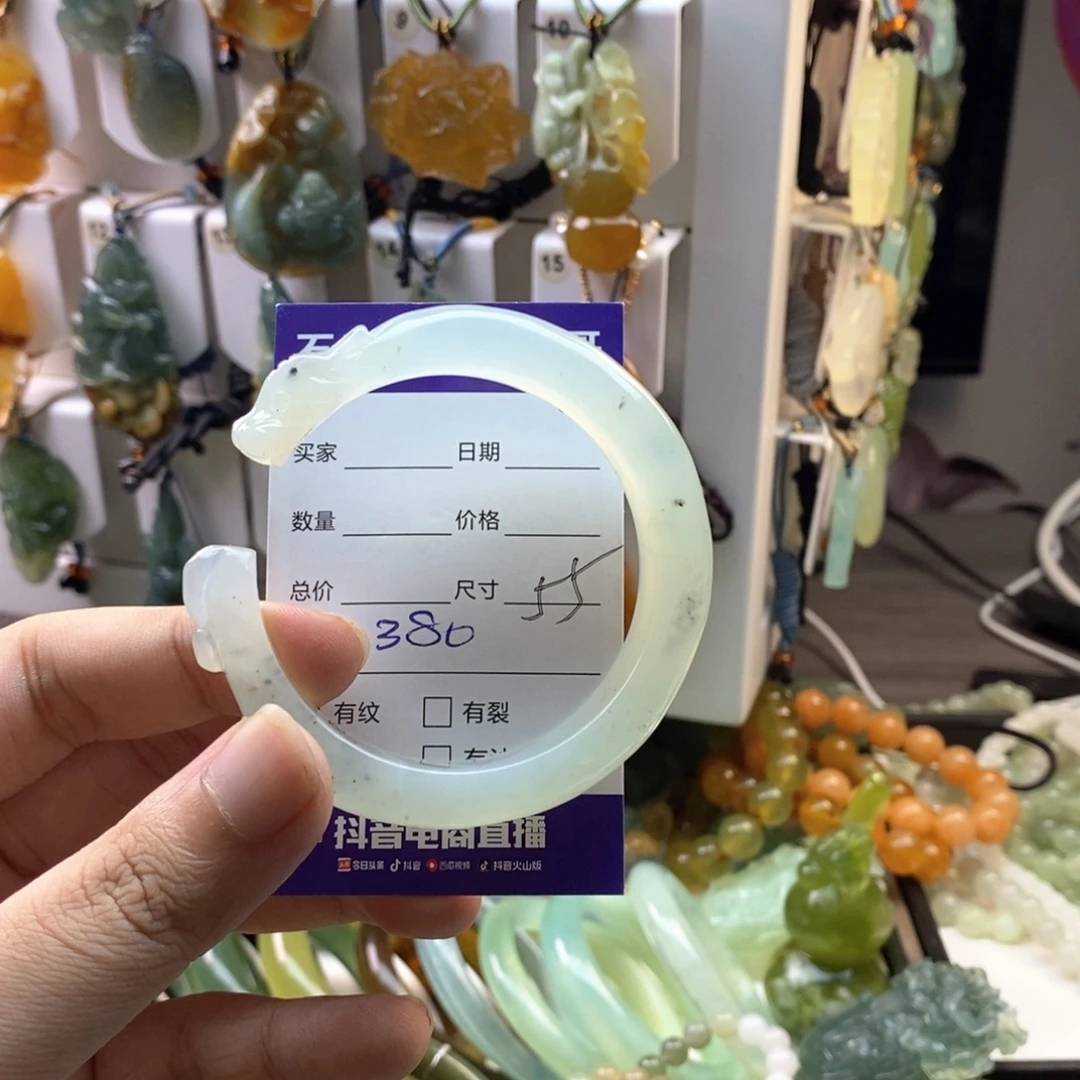 9
10
12
14
15
买家 日期
数量 价格
总价 尺寸
380
有纹 有裂
抖音电商直播
今日头条 抖音 西瓜视频 抖音火山版